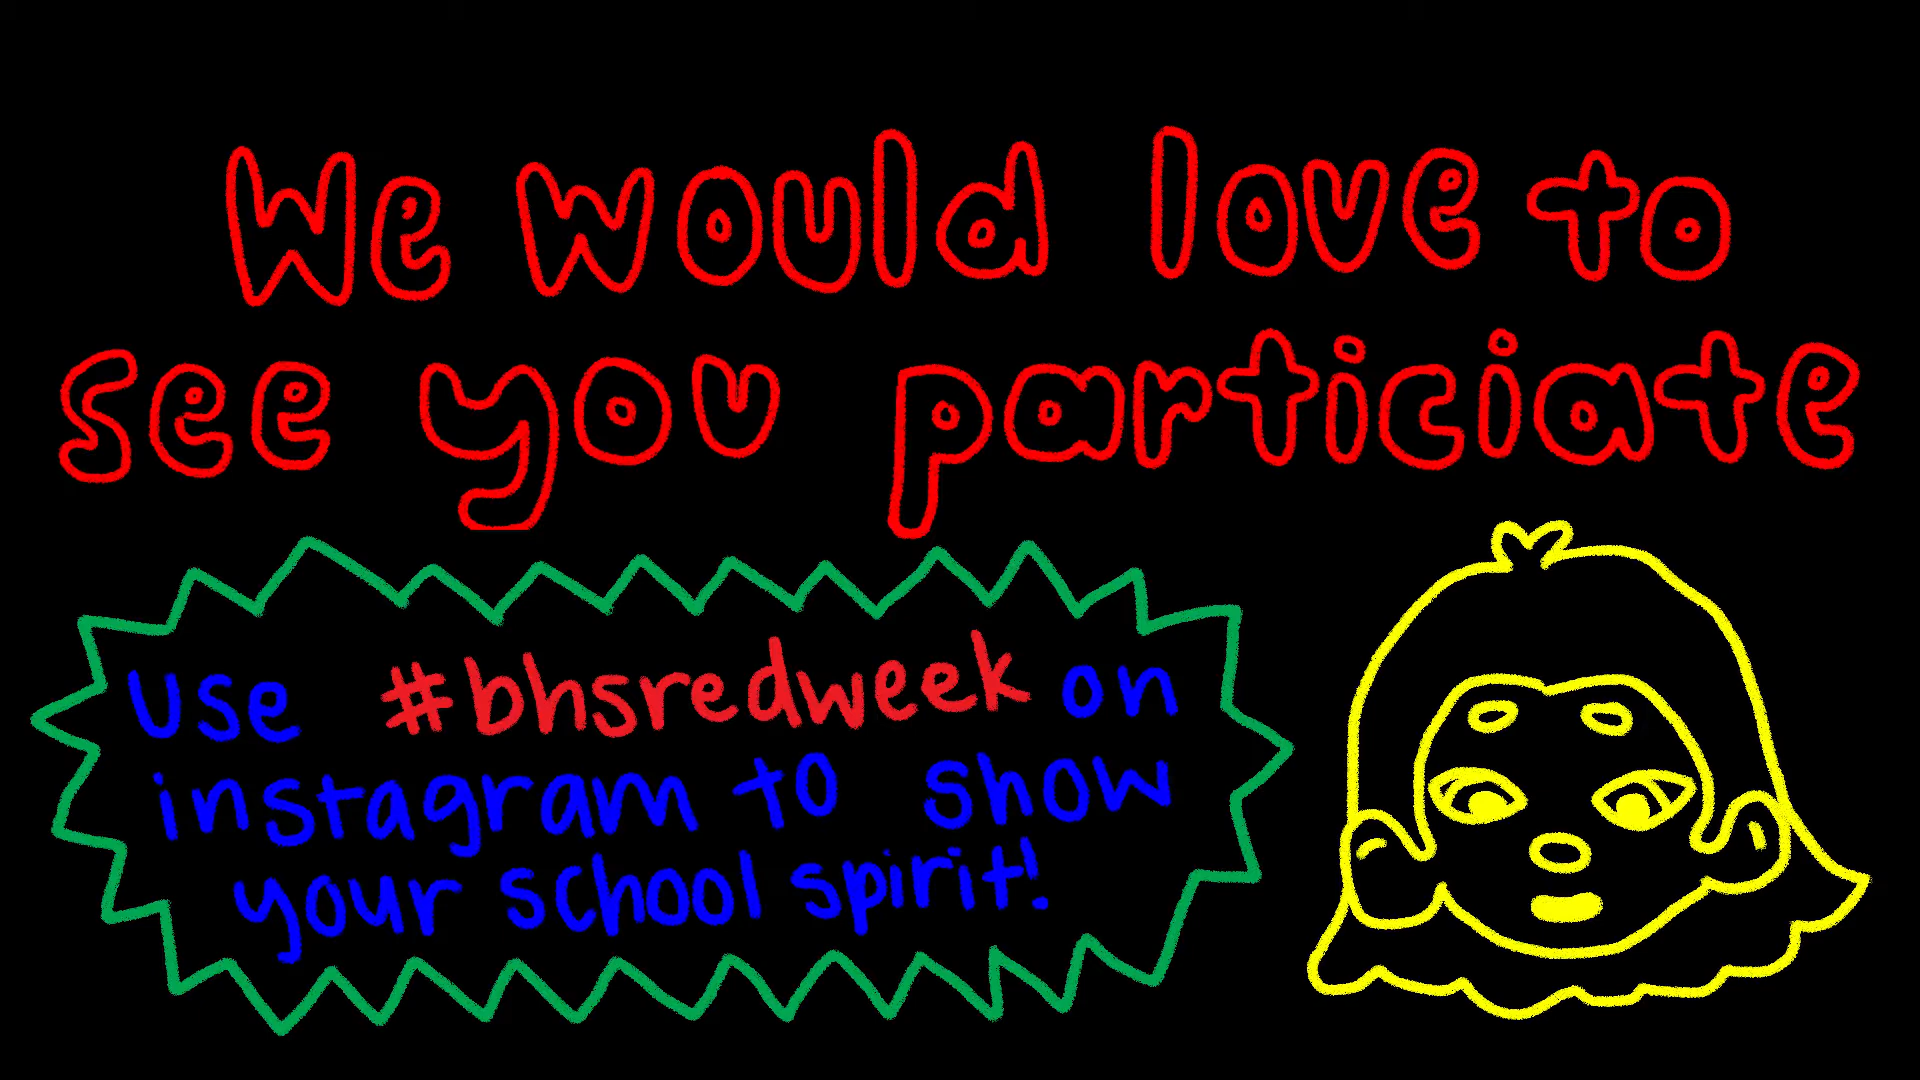 We would love to
see you particiate
use #bhsredweek on
instagram to show
your school spirit!